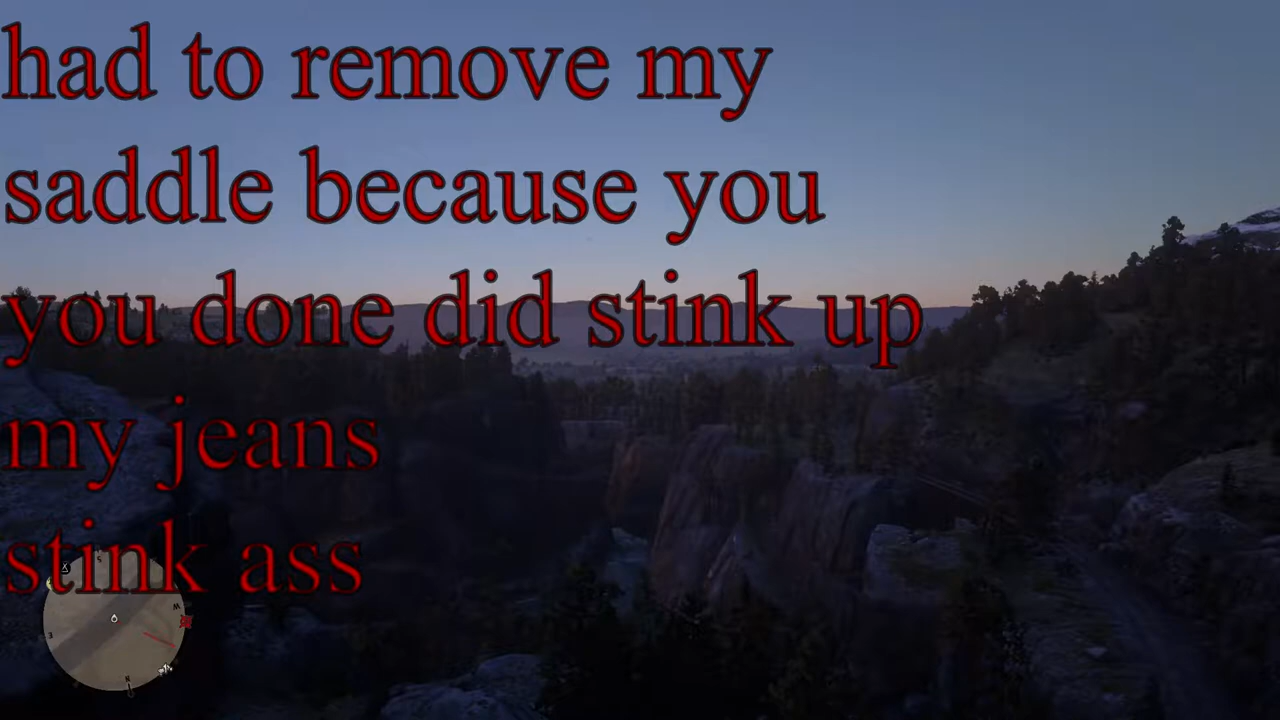 had to remove my
saddle because you
you done did stink up
my jeans
stink ass